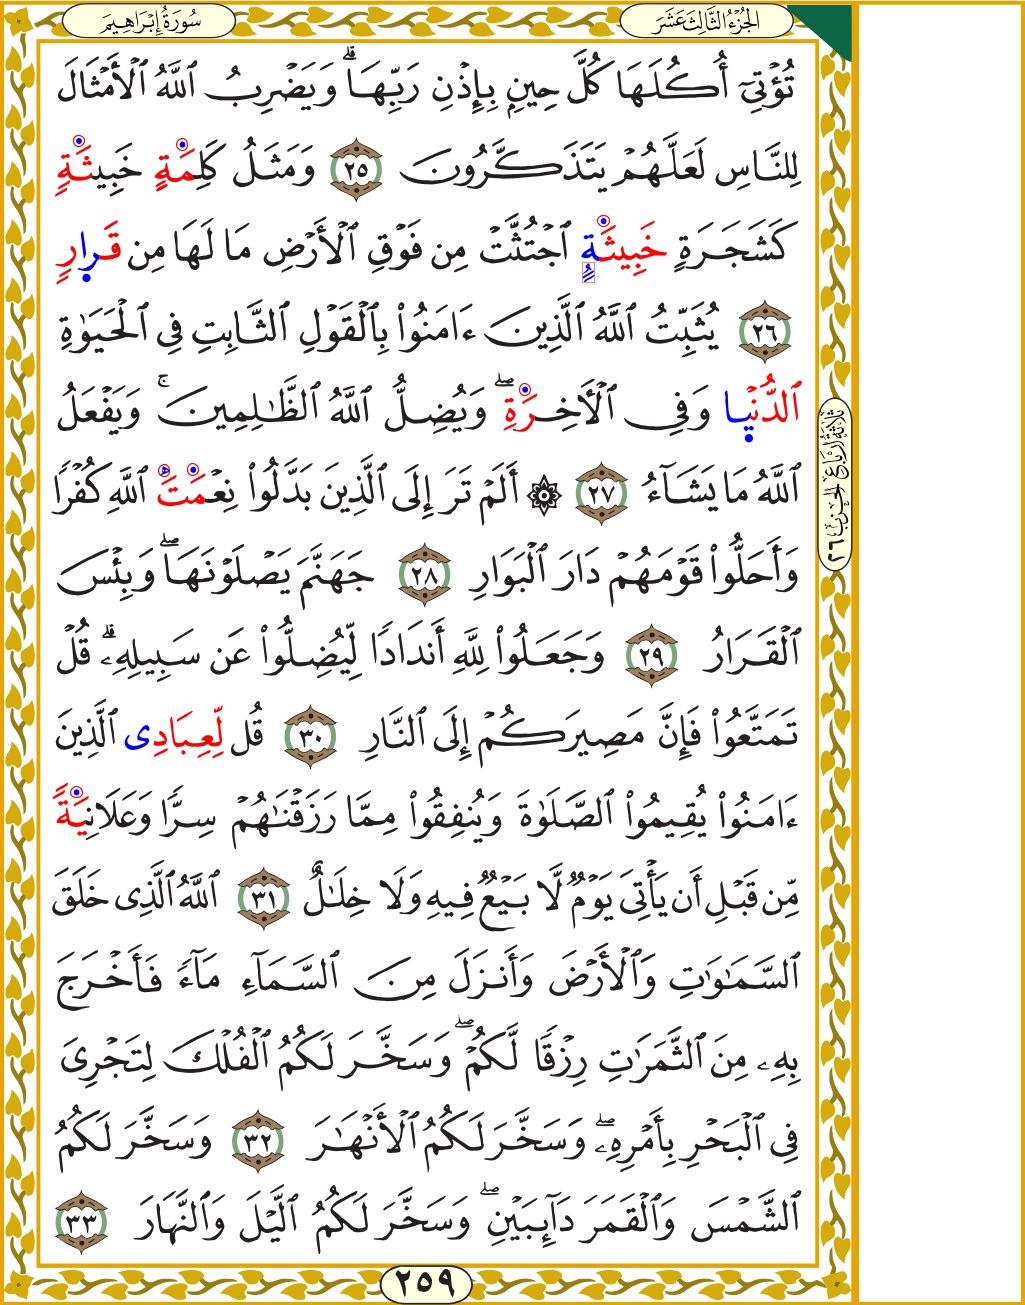 سُورَةُ إِبْرَاهِيمَ
الجُزْءُ الثَّالِثَ عَشَرَ
تُؤْتِىٓ أُكُلَهَا كُلَّ حِينِۭ بِإِذْنِ رَبِّهَاۗ وَيَضْرِبُ ٱللَّهُ ٱلْأَمْثَالَ
لِلنَّاسِ لَعَلَّهُمْ يَتَذَكَّرُونَ ٢٥ وَمَثَلُ كَلِمَةٍ خَبِيثَةٍ
كَشَجَرَةٍ خَبِيثَةٍ ٱجْتُثَّتْ مِن فَوْقِ ٱلْأَرْضِ مَا لَهَا مِن قَرَارٍ
٢٦ يُثَبِّتُ ٱللَّهُ ٱلَّذِينَ ءَامَنُوا۟ بِٱلْقَوْلِ ٱلثَّابِتِ فِى ٱلْحَيَوٰةِ
ٱلدُّنْيَا وَفِى ٱلْأَخِرَةِۖ وَيُضِلُّ ٱللَّهُ ٱلظَّٰلِمِينَۚ وَيَفْعَلُ
ٱللَّهُ مَا يَشَآءُ ٢٧ ۞ أَلَمْ تَرَ إِلَى ٱلَّذِينَ بَدَّلُوا۟ نِعْمَتَ ٱللَّهِ كُفْرًا
وَأَحَلُّوا۟ قَوْمَهُمْ دَارَ ٱلْبَوَارِ ٢٨ جَهَنَّمَ يَصْلَوْنَهَاۖ وَبِئْسَ
ٱلْقَرَارُ ٢٩ وَجَعَلُوا۟ لِلَّهِ أَندَادًا لِّيُضِلُّوا۟ عَن سَبِيلِهِۦۗ قُلْ
تَمَتَّعُوا۟ فَإِنَّ مَصِيرَكُمْ إِلَى ٱلنَّارِ ٣٠ قُل لِّعِبَادِى ٱلَّذِينَ
ءَامَنُوا۟ يُقِيمُوا۟ ٱلصَّلَوٰةَ وَيُنفِقُوا۟ مِمَّا رَزَقْنَٰهُمْ سِرًّا وَعَلَانِيَةً
مِّن قَبْلِ أَن يَأْتِىَ يَوْمٌ لَّا بَيْعٌ فِيهِ وَلَا خِلَٰلٌ ٣١ ٱللَّهُ ٱلَّذِى خَلَقَ
ٱلسَّمَٰوَٰتِ وَٱلْأَرْضَ وَأَنزَلَ مِنَ ٱلسَّمَآءِ مَآءً فَأَخْرَجَ
بِهِۦ مِنَ ٱلثَّمَرَٰتِ رِزْقًا لَّكُمْۖ وَسَخَّرَ لَكُمُ ٱلْفُلْكَ لِتَجْرِىَ
فِى ٱلْبَحْرِ بِأَمْرِهِۦۖ وَسَخَّرَ لَكُمُ ٱلْأَنْهَٰرَ ٣٢ وَسَخَّرَ لَكُمُ
ٱلشَّمْسَ وَٱلْقَمَرَ دَآئِبَيْنِۖ وَسَخَّرَ لَكُمُ ٱلَّيْلَ وَٱلنَّهَارَ ٣٣
ثَلَاثَةُ أَرْبَاعِ الْحِزْبِ ٢٦
٢٥٩